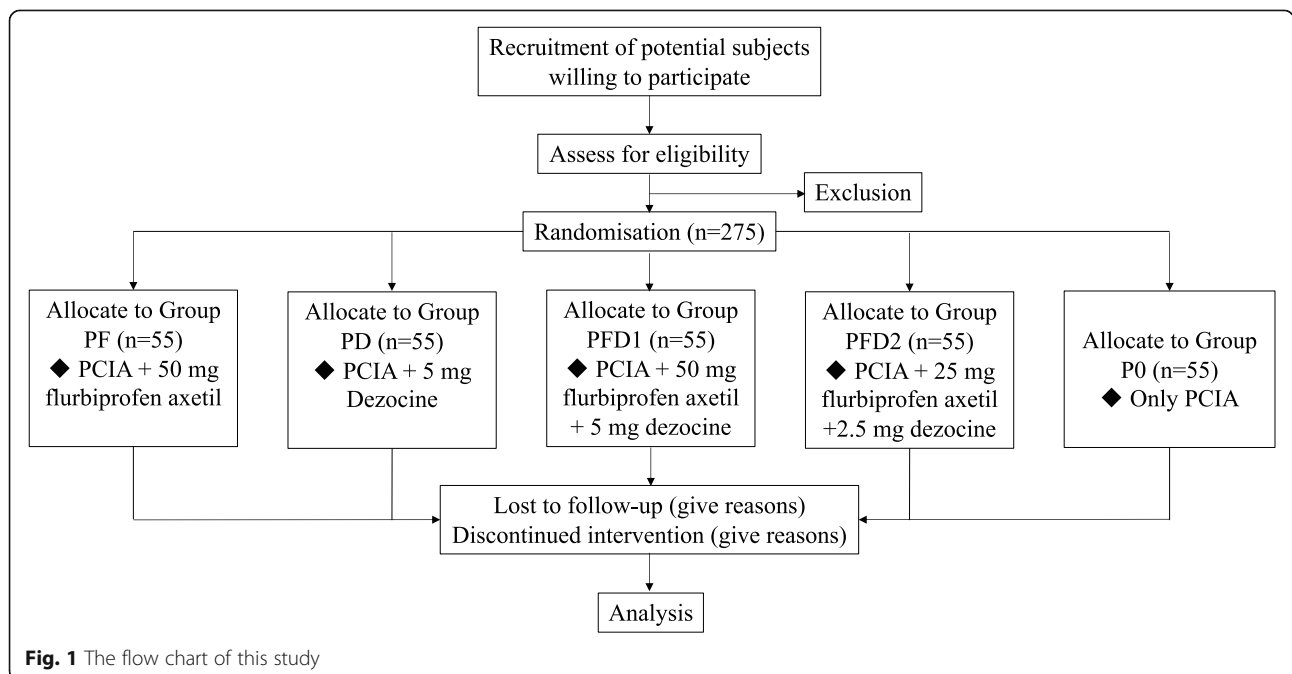 Recruitment of potential subjects
willing to participate
Assess for eligibility
Exclusion
Randomisation (n=275)
Allocate to Group
PF (n=55)
◆ PCIA + 50 mg
flurbiprofen axetil
Allocate to Group
PD (n=55)
◆ PCIA + 5 mg
Dezocine
Allocate to Group
PFD1 (n=55)
◆ PCIA + 50 mg
flurbiprofen axetil
+ 5 mg dezocine
Allocate to Group
PFD2 (n=55)
◆ PCIA + 25 mg
flurbiprofen axetil
+2.5 mg dezocine
Allocate to Group
P0 (n=55)
◆ Only PCIA
Lost to follow-up (give reasons)
Discontinued intervention (give reasons)
Analysis
Fig. 1 The flow chart of this study